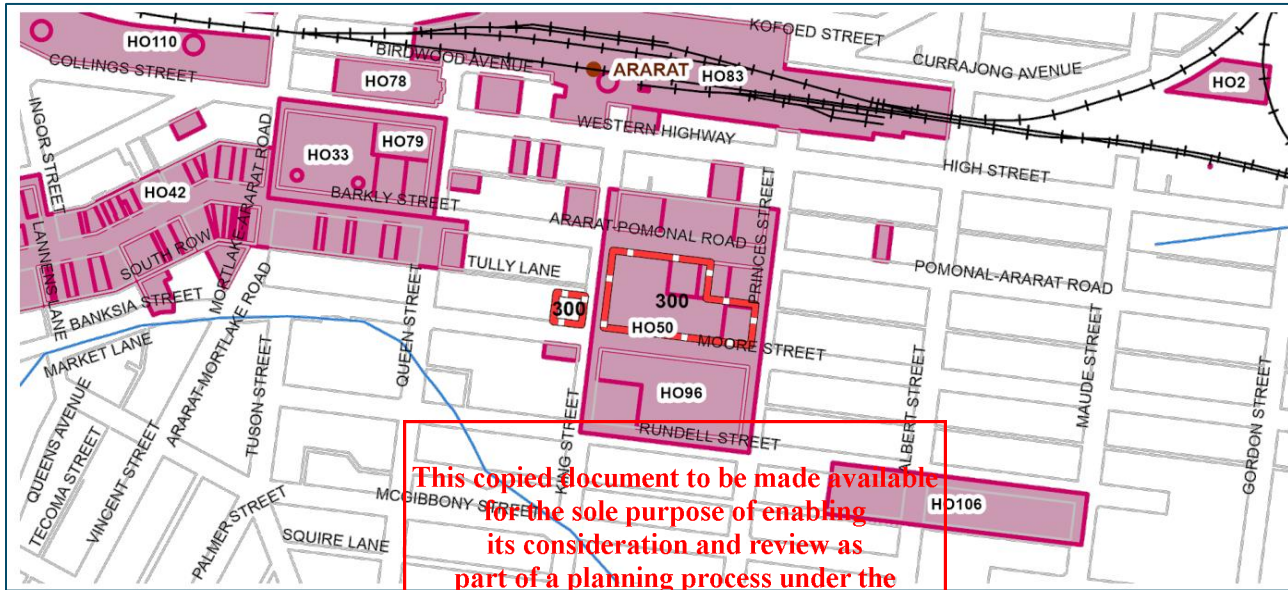 KOFOED STREET
HO110
BIRDWOOD AVENUE
COLLINGS STREET
ARARAT
HO83
CURRAJONG AVENUE
HO78
HO2
INGOR STREET
WESTERN HIGHWAY
HO79
HO33
HIGH STREET
MORTLAKE-ARARAT ROAD
HO42
BARKLY STREET
PRINCES STREET
ARARAT-POMONAL ROAD
LANNENS LANE
SOUTH ROW
TULLY LANE
POMONAL-ARARAT ROAD
BANKSIA STREET
MORTLAKE ROAD
300
300
HO50
QUEEN STREET
MARKET LANE
MOORE STREET
ARARAT-MORTLAKE ROAD
TUSON STREET
ALBERT STREET
MAUDE STREET
HO96
GORDON STREET
QUEENS AVENUE
TECOMA STREET
VINCENT STREET
KING STREET
RUNDELL STREET
PALMER STREET
MCGIBBONY STREET
HO106
SQUIRE LANE
This copied document to be made available
for the sole purpose of enabling
its consideration and review as
part of a planning process under the